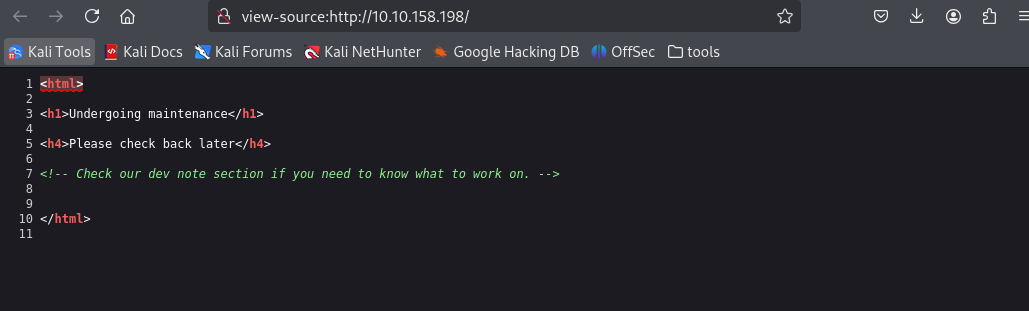 view-source:http://10.10.158.198/
Kali Tools Kali Docs Kali Forums Kali NetHunter Google Hacking DB OffSec tools
1 <html>
2
3 <h1>Undergoing maintenance</h1>
4
5 <h4>Please check back later</h4>
6
7 <!-- Check our dev note section if you need to know what to work on. -->
8
9
10 </html>
11